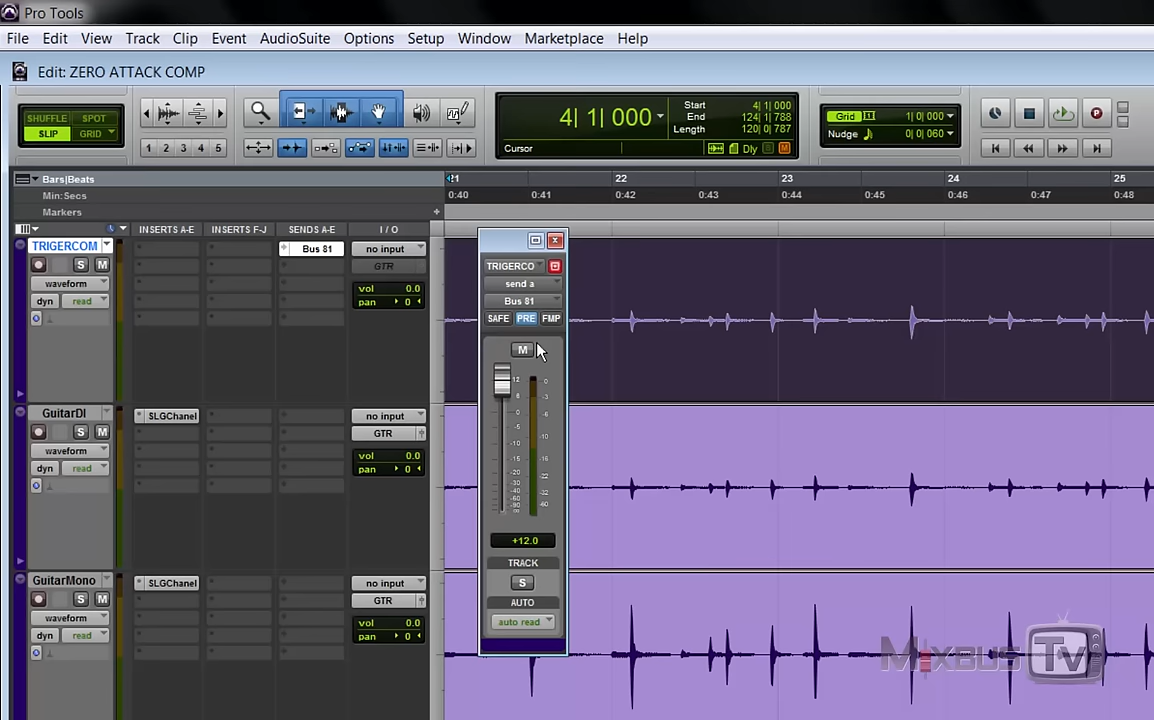 Pro Tools
File Edit View Track Clip Event AudioSuite Options Setup Window Marketplace Help
Edit: ZERO ATTACK COMP
SHUFFLE SPOT
SLIP GRID
1 2 3 4 5
4| 1| 000
Start 4| 1| 000
End 124| 1| 788
Length 120| 0| 787
Cursor
Dly
Grid 1| 0| 000
Nudge 0| 0| 060
Bars|Beats
21 22 23 24 25
Min:Secs
0:40 0:41 0:42 0:43 0:44 0:45 0:46 0:47 0:48
Markers
INSERTS A-E INSERTS F-J SENDS A-E I / O
TRIGERCOM
Bus 81
no input
S M
GTR
waveform
dyn read
vol 0.0
pan 0
GuitarDI
SLGChanel
no input
S M
GTR
waveform
dyn read
vol 0.0
pan 0
GuitarMono
SLGChanel
no input
S M
GTR
waveform
dyn read
vol 0.0
pan 0
TRIGERCO
send a
Bus 81
SAFE PRE FMP
M
+12.0
TRACK
S
AUTO
auto read
MixBUS TV